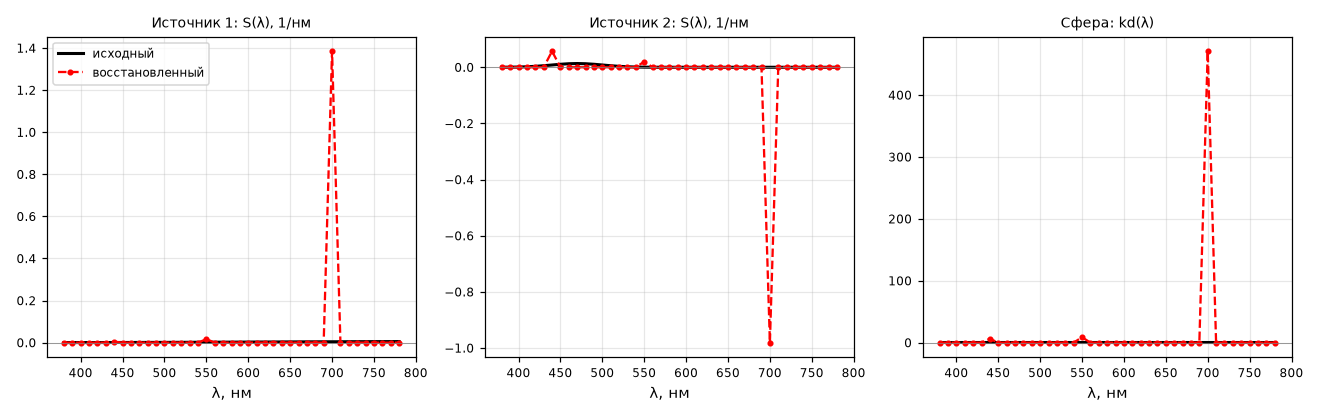 Источник 1: S(λ), 1/нм
исходный
восстановленный
1.4
1.2
1.0
0.8
0.6
0.4
0.2
0.0
400 450 500 550 600 650 700 750 800
λ, нм
Источник 2: S(λ), 1/нм
0.0
−0.2
−0.4
−0.6
−0.8
−1.0
400 450 500 550 600 650 700 750 800
λ, нм
Сфера: kd(λ)
400
300
200
100
0
400 450 500 550 600 650 700 750 800
λ, нм